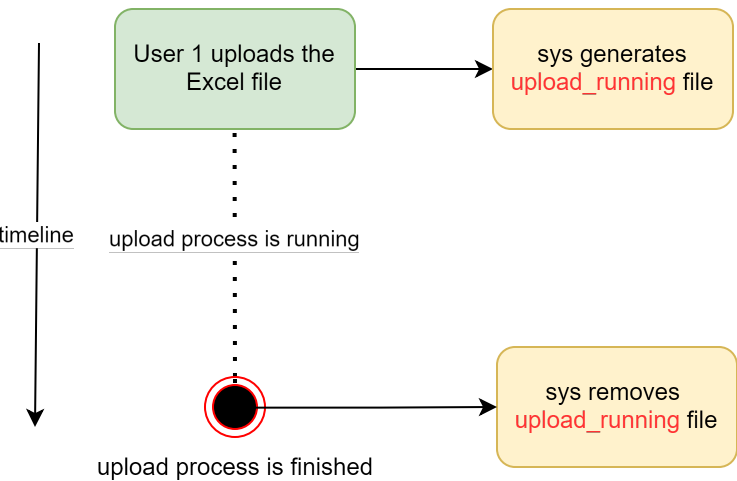 User 1 uploads the
Excel file
sys generates
upload_running file
timeline
upload process is running
sys removes
upload_running file
upload process is finished